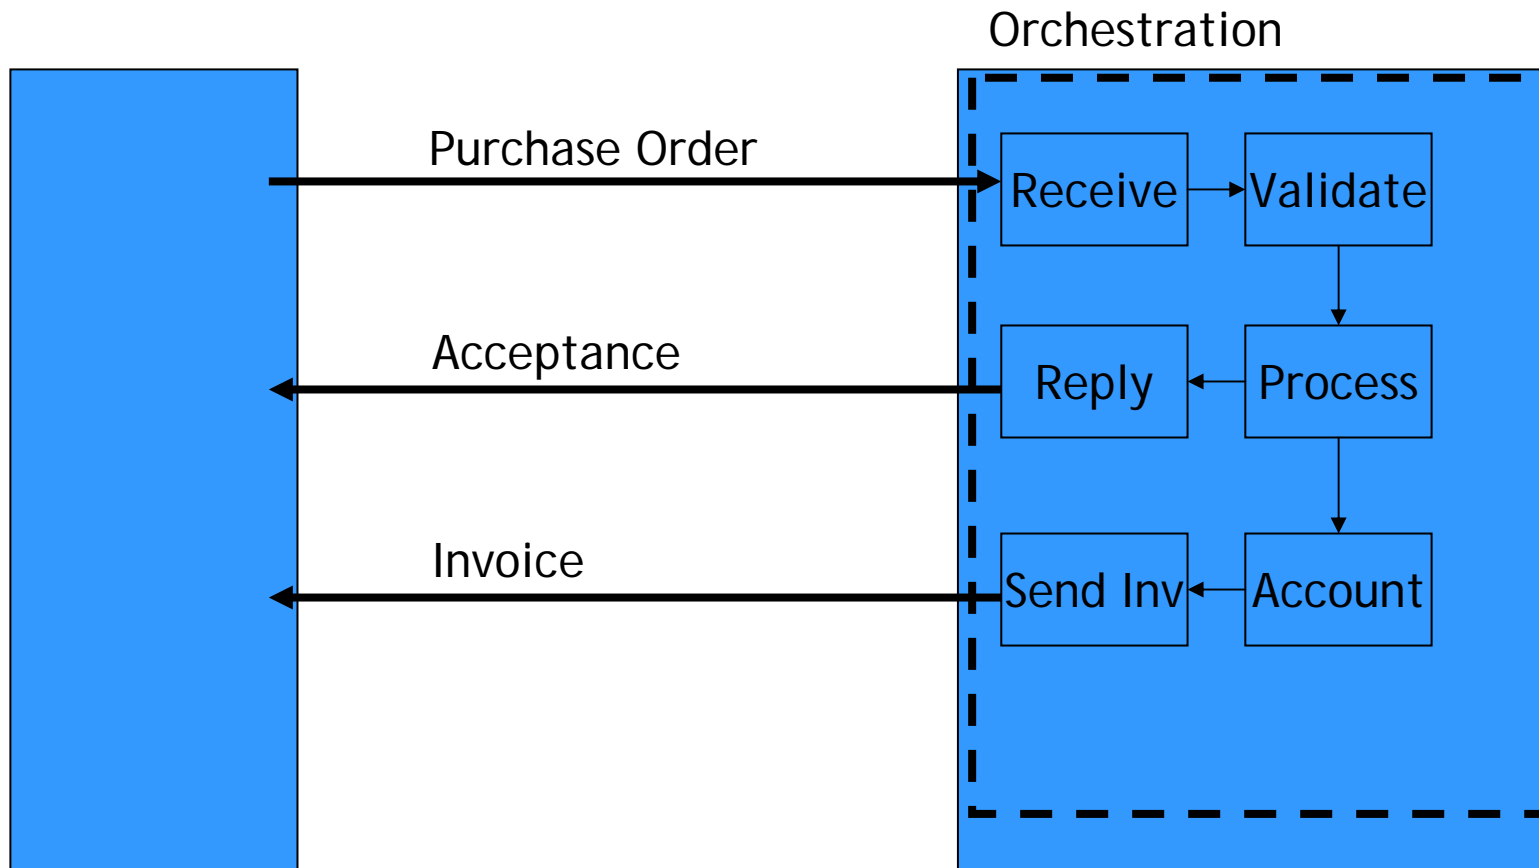 Orchestration
Purchase Order
Receive
Validate
Acceptance
Reply
Process
Invoice
Send Inv
Account